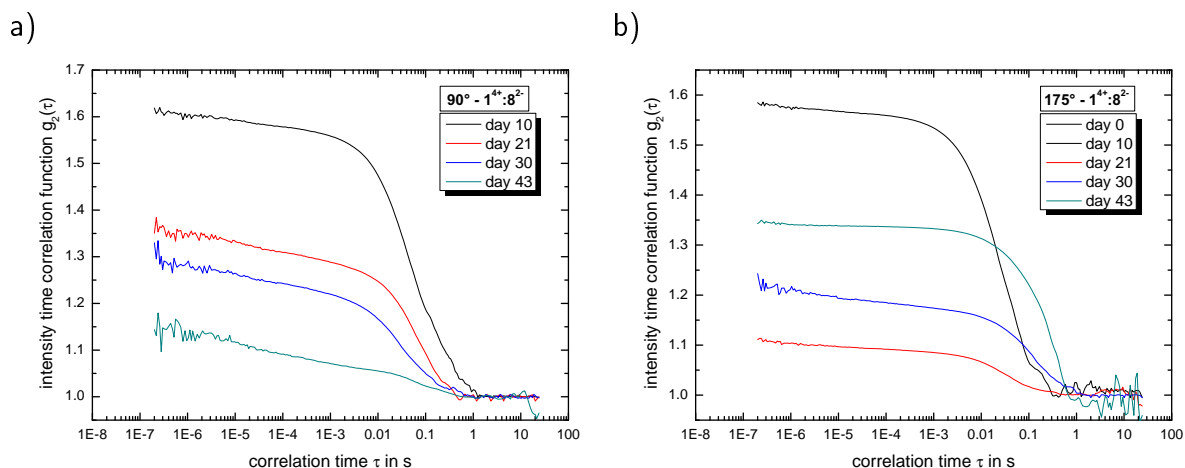 a)
intensity time correlation function g₂(τ)
1.7
1.6
1.5
1.4
1.3
1.2
1.1
1.0
90° - 1⁴⁺:8²⁻
day 10
day 21
day 30
day 43
1E-8 1E-7 1E-6 1E-5 1E-4 1E-3 0.01 0.1 1 10 100
correlation time τ in s
b)
intensity time correlation function g₂(τ)
1.6
1.5
1.4
1.3
1.2
1.1
1.0
175° - 1⁴⁺:8²⁻
day 0
day 10
day 21
day 30
day 43
1E-8 1E-7 1E-6 1E-5 1E-4 1E-3 0.01 0.1 1 10 100
correlation time τ in s